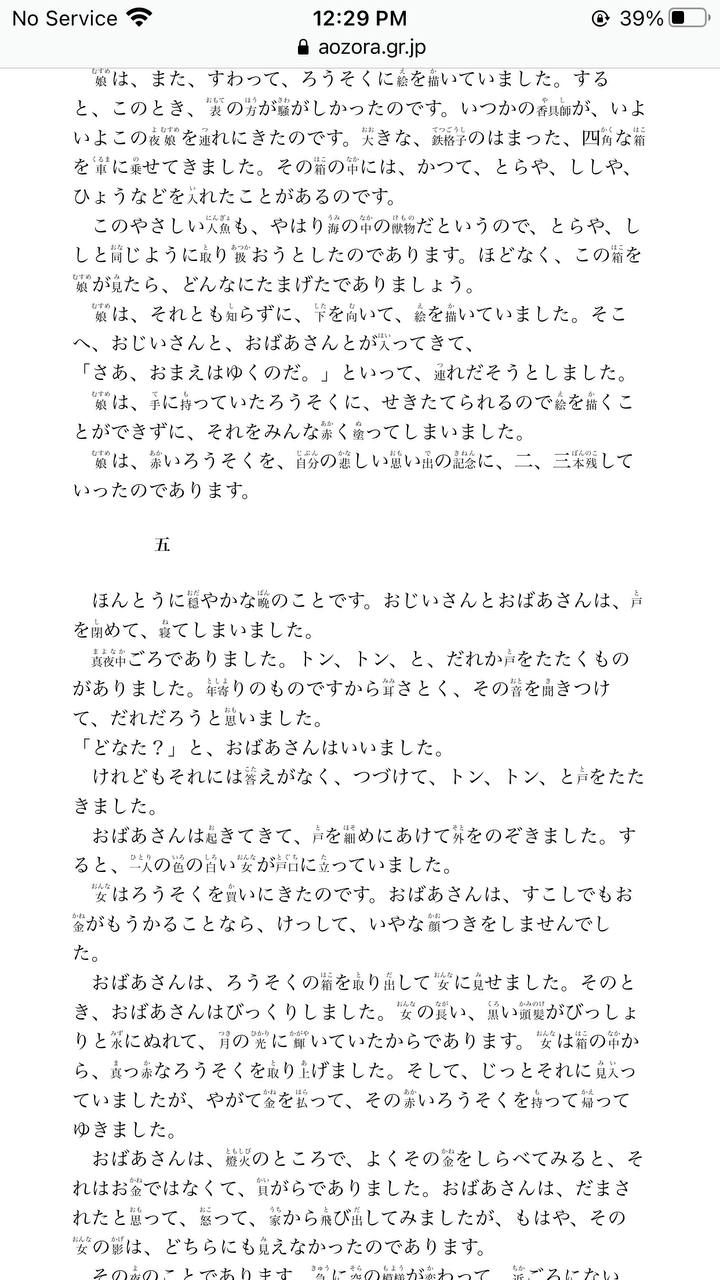 No Service 12:29 PM 39%
aozora.gr.jp
娘は、また、すわって、ろうそくに絵を描いていました。する
と、このとき、表の方が騒がしかったのです。いつかの香具師が、いよ
いよこの夜娘を連れにきたのです。大きな、鉄格子のはまった、四角な箱
を車に乗せてきました。その箱の中には、かつて、とらや、ししや、
ひょうなどを入れたことがあるのです。
このやさしい人魚も、やはり海の中の獣物だというので、とらや、し
しと同じように取り扱おうとしたのであります。ほどなく、この箱を
娘が見たら、どんなにたまげたでありましょう。
娘は、それとも知らずに、下を向いて、絵を描いていました。そこ
へ、おじいさんと、おばあさんとが入ってきて、
「さあ、おまえはゆくのだ。」といって、連れだそうとしました。
娘は、手に持っていたろうそくに、せきたてられるので絵を描くこ
とができずに、それをみんな赤く塗ってしまいました。
娘は、赤いろうそくを、自分の悲しい思い出の記念に、二、三本残して
いったのであります。
五
ほんとうに穏やかな晩のことです。おじいさんとおばあさんは、戸
を閉めて、寝てしまいました。
真夜中ごろでありました。トン、トン、と、だれか戸をたたくもの
がありました。年寄りのものですから耳さとく、その音を聞きつけ
て、だれだろうと思いました。
「どなた？」と、おばあさんはいいました。
けれどもそれには答えがなく、つづけて、トン、トン、と戸をたた
きました。
おばあさんは起きてきて、戸を細めにあけて外をのぞきました。す
ると、一人の色の白い女が戸口に立っていました。
女はろうそくを買いにきたのです。おばあさんは、すこしでもお
金がもうかることなら、けっして、いやな顔つきをしませんでし
た。
おばあさんは、ろうそくの箱を取り出して女に見せました。そのと
き、おばあさんはびっくりしました。女の長い、黒い頭髪がびっしょ
りと水にぬれて、月の光に輝いていたからであります。女は箱の中か
ら、真っ赤なろうそくを取り上げました。そして、じっとそれに見入っ
ていましたが、やがて金を払って、その赤いろうそくを持って帰って
ゆきました。
おばあさんは、燈火のところで、よくその金をしらべてみると、そ
れはお金ではなくて、貝がらでありました。おばあさんは、だまさ
れたと思って、怒って、家から飛び出してみましたが、もはや、その
女の影は、どちらにも見えなかったのであります。
その夜のことであります。急に空の模様が変わって、近ごろにない